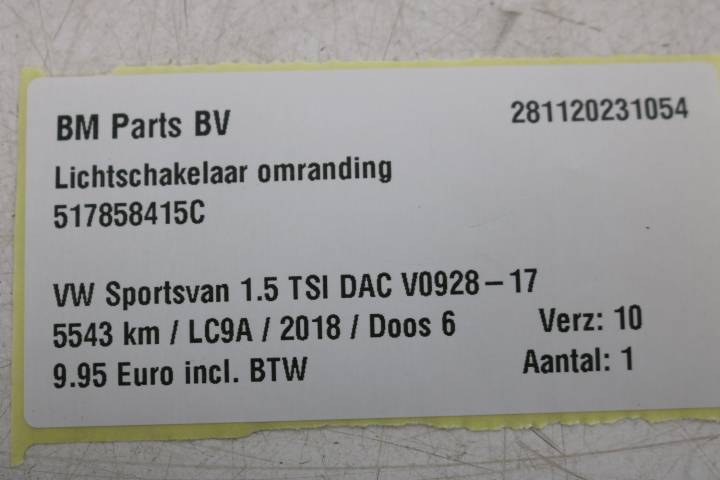 BM Parts BV 281120231054
Lichtschakelaar omranding
517858415C
VW Sportsvan 1.5 TSI DAC V0928-17
5543 km / LC9A / 2018 / Doos 6 Verz: 10
9.95 Euro incl. BTW Aantal: 1